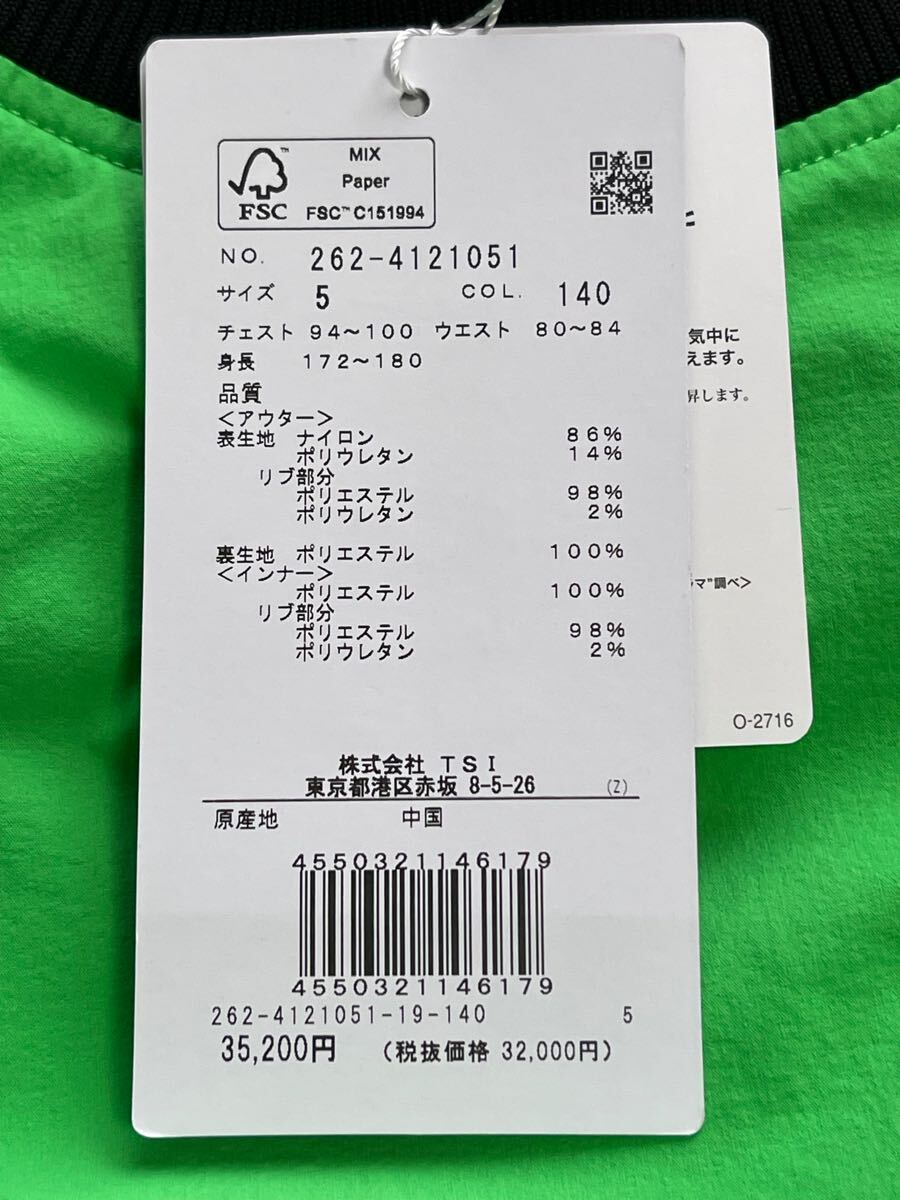 MIX
Paper
FSC™ C151994
FSC
NO. 262-4121051
サイズ 5 COL. 140
チェスト 94～100 ウエスト 80～84
身長 172～180
品質
＜アウター＞
表生地 ナイロン 86%
ポリウレタン 14%
リブ部分
ポリエステル 98%
ポリウレタン 2%
裏生地 ポリエステル 100%
＜インナー＞
ポリエステル 100%
リブ部分
ポリエステル 98%
ポリウレタン 2%
株式会社 TSI
東京都港区赤坂 8-5-26 (Z)
原産地 中国
4550321146179
4550321146179
262-4121051-19-140 5
35,200円 （税抜価格 32,000円）
気中に
えます。
昇します。
マ"調べ＞
O-2716